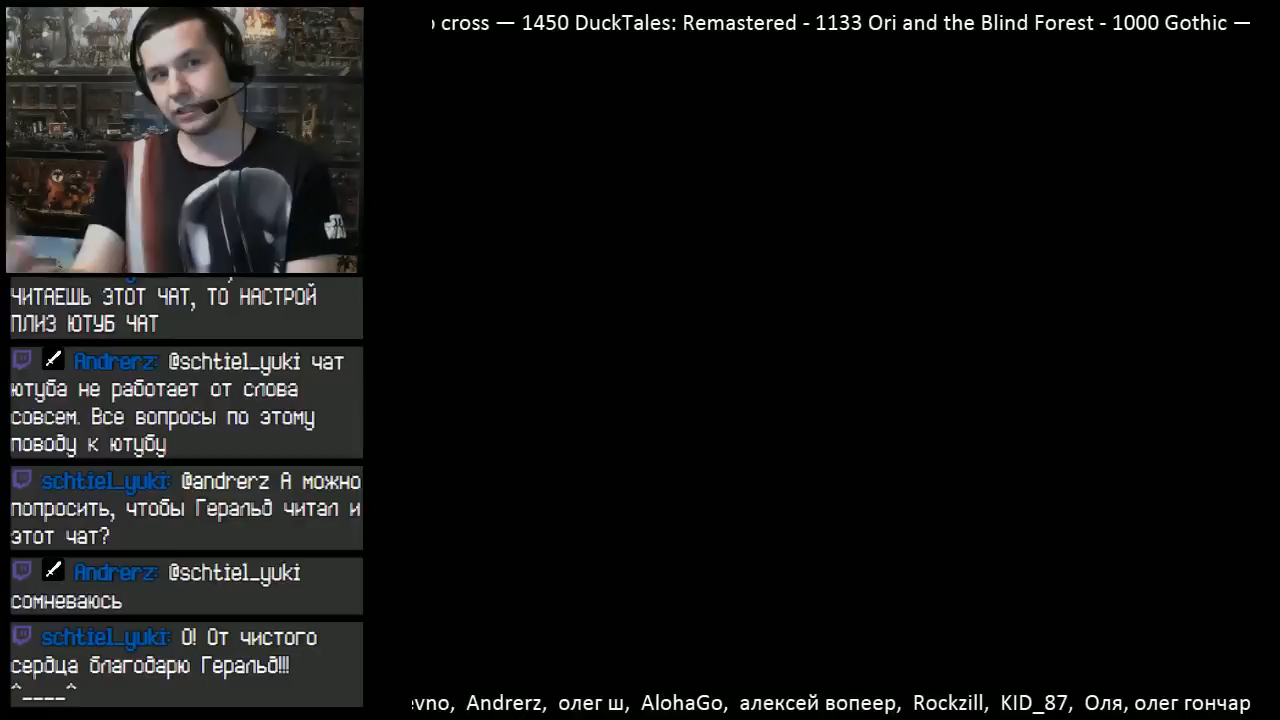 cross — 1450 DuckTales: Remastered - 1133 Ori and the Blind Forest - 1000 Gothic —
ЧИТАЕШЬ ЭТОТ ЧАТ, ТО НАСТРОЙ
ПЛИЗ ЮТУБ ЧАТ
Andrerz: @schtiel_yuki чат
ютуба не работает от слова
совсем. Все вопросы по этому
поводу к ютубу
schtiel_yuki: @andrerz А можно
попросить, чтобы Геральд читал и
этот чат?
Andrerz: @schtiel_yuki
сомневаюсь
schtiel_yuki: О! От чистого
сердца благодарю Геральд!!!
^____^
Andrerz, олег ш, AlohaGo, алексей вопеер, Rockzill, KID_87, Оля, олег гончар